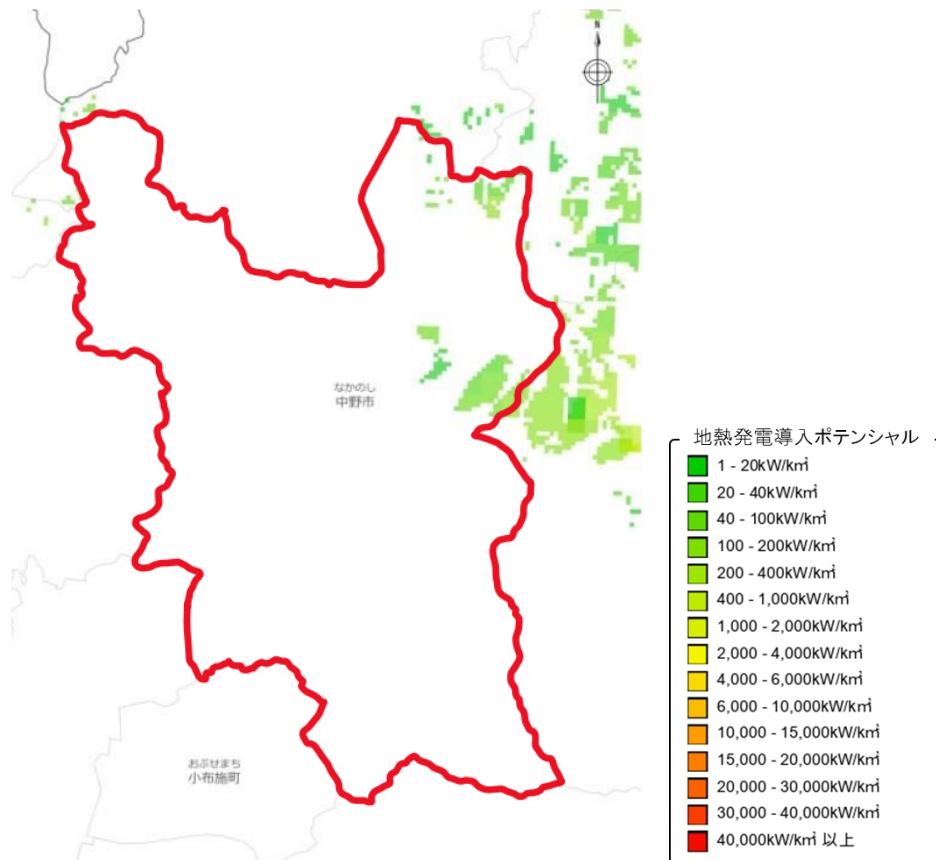 N
なかのし
中野市
おぶせまち
小布施町
地熱発電導入ポテンシャル
1 - 20kW/k㎡
20 - 40kW/k㎡
40 - 100kW/k㎡
100 - 200kW/k㎡
200 - 400kW/k㎡
400 - 1,000kW/k㎡
1,000 - 2,000kW/k㎡
2,000 - 4,000kW/k㎡
4,000 - 6,000kW/k㎡
6,000 - 10,000kW/k㎡
10,000 - 15,000kW/k㎡
15,000 - 20,000kW/k㎡
20,000 - 30,000kW/k㎡
30,000 - 40,000kW/k㎡
40,000kW/k㎡ 以上